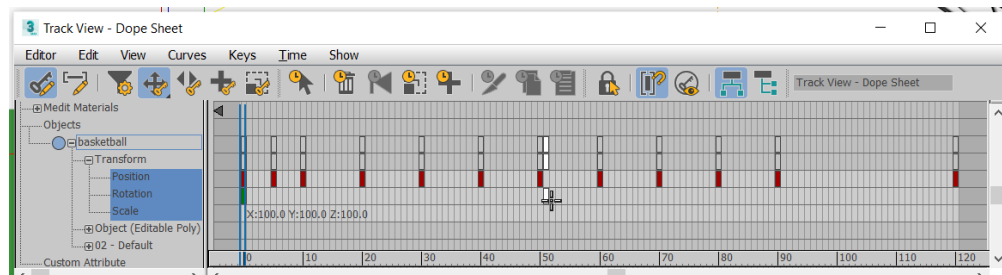 3 Track View - Dope Sheet
Editor Edit View Curves Keys Time Show
Track View - Dope Sheet
Medit Materials
Objects
basketball
Transform
Position
Rotation
Scale
X:100.0 Y:100.0 Z:100.0
Object (Editable Poly)
02 - Default
Custom Attribute
0 10 20 30 40 50 60 70 80 90 100 110 120